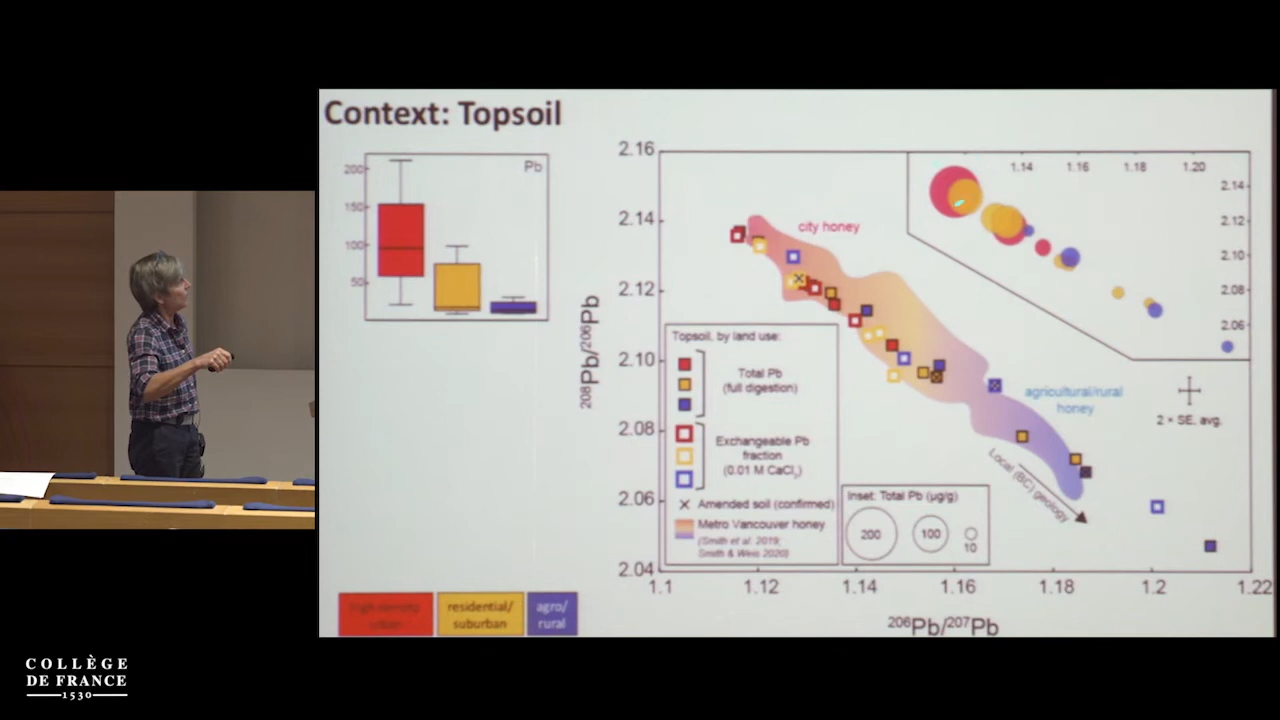 Context: Topsoil
Pb
200
150
100
50
high-density
urban
residential/
suburban
agro/
rural
2.16
2.14
2.12
2.10
2.08
2.06
2.04
1.1
1.12
1.14
1.16
1.18
1.2
1.22
208Pb/206Pb
206Pb/207Pb
city honey
agricultural/rural
honey
Local (BC) geology
2 × SE. avg.
1.14
1.16
1.18
1.20
2.14
2.12
2.10
2.08
2.06
Topsoil, by land use:
Total Pb
(full digestion)
Exchangeable Pb
fraction
(0.01 M CaCl2)
Amended soil (confirmed)
Metro Vancouver honey
(Smith et al. 2019;
Smith & Weis 2020)
Inset: Total Pb (µg/g)
200
100
10
COLLÈGE
DE FRANCE
1530